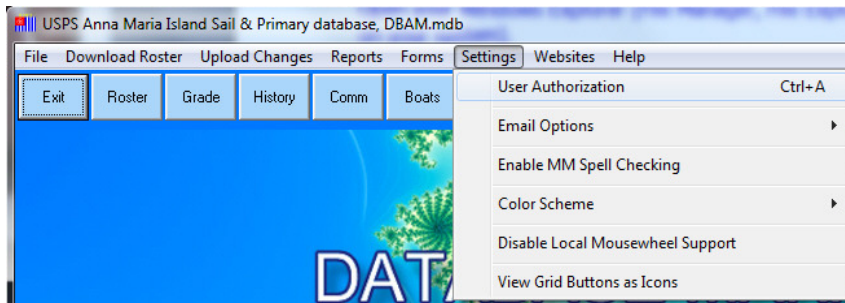 USPS Anna Maria Island Sail & Primary database, DBAM.mdb
File Download Roster Upload Changes Reports Forms Settings Websites Help
Exit Roster Grade History Comm Boats
User Authorization Ctrl+A
Email Options
Enable MM Spell Checking
Color Scheme
Disable Local Mousewheel Support
View Grid Buttons as Icons